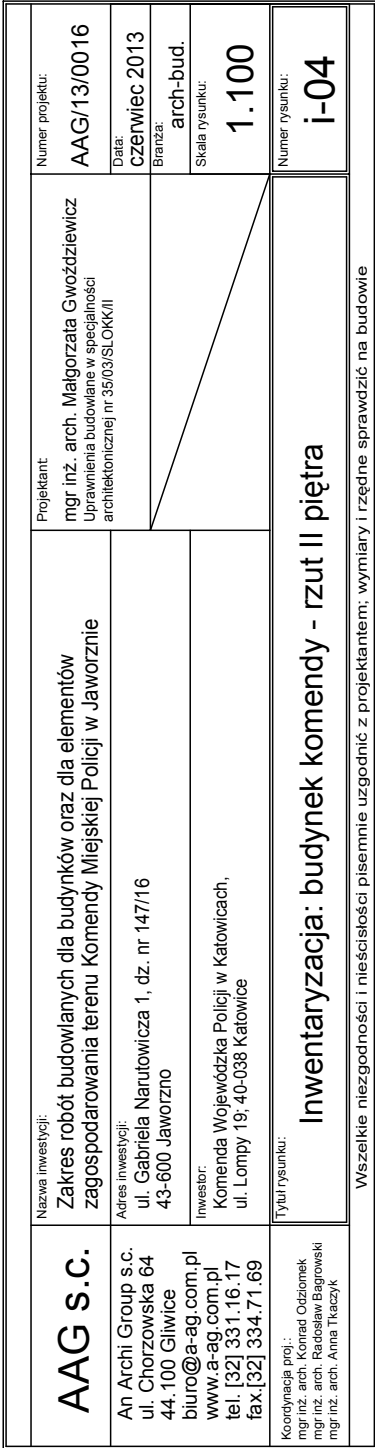 AAG s.c.
An Archi Group s.c.
ul. Chorzowska 64
44.100 Gliwice
biuro@a-ag.com.pl
www.a-ag.com.pl
tel. [32] 331.16.17
fax.[32] 334.71.69
Koordynacja proj.:
mgr inż. arch. Konrad Odziomek
mgr inż. arch. Radosław Bagrowski
mgr inż. arch. Anna Tkaczyk
Nazwa inwestycji:
Zakres robót budowlanych dla budynków oraz dla elementów
zagospodarowania terenu Komendy Miejskiej Policji w Jaworznie
Adres inwestycji:
ul. Gabriela Narutowicza 1, dz. nr 147/16
43-600 Jaworzno
Inwestor:
Komenda Wojewódzka Policji w Katowicach,
ul. Lompy 19; 40-038 Katowice
Projektant:
mgr inż. arch. Małgorzata Gwoździewicz
Uprawnienia budowlane w specjalności
architektonicznej nr 35/03/SLOKK/II
Numer projektu:
AAG/13/0016
Data:
czerwiec 2013
Branża:
arch-bud.
Skala rysunku:
1.100
Tytuł rysunku:
Inwentaryzacja: budynek komendy - rzut II piętra
Numer rysunku:
i-04
Wszelkie niezgodności i nieścisłości pisemnie uzgodnić z projektantem; wymiary i rzędne sprawdzić na budowie